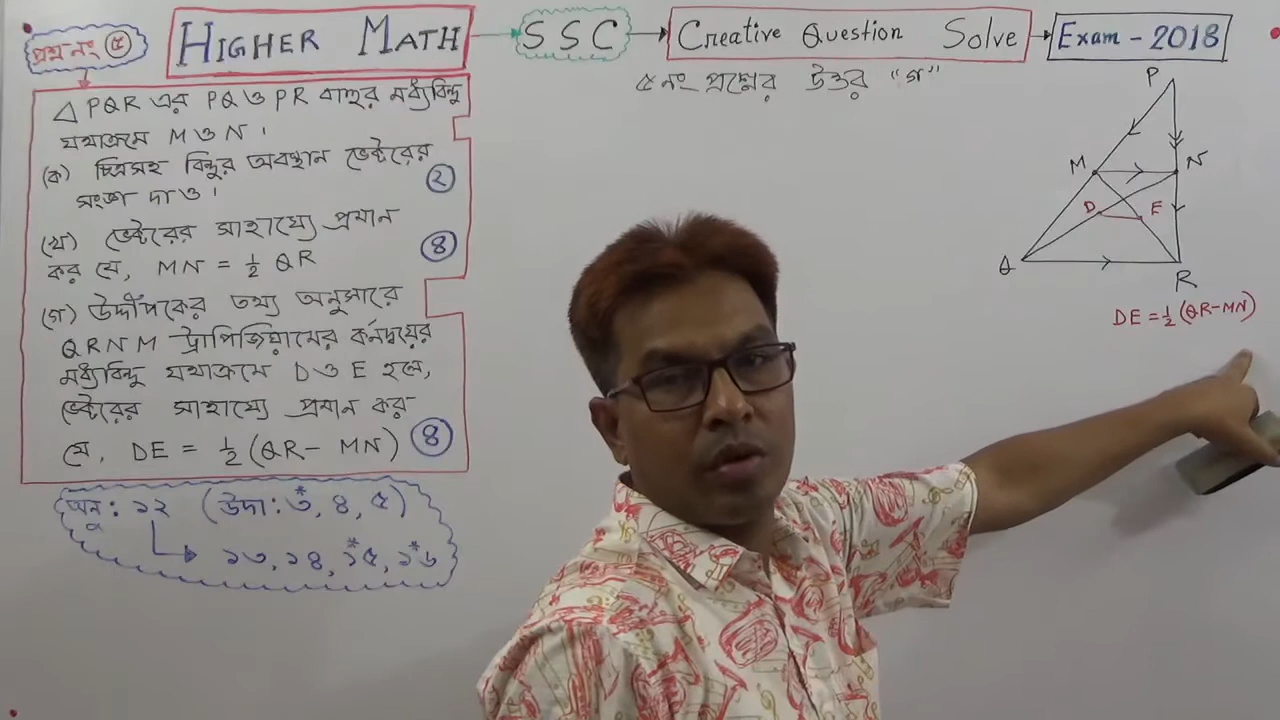 প্রশ্ন নং ৫
HIGHER MATH
SSC
Creative Question Solve
Exam - 2018
৫ নং প্রশ্নের উত্তর "গ"
△PQR এর PQ ও PR বাহুর মধ্যবিন্দু
যথাক্রমে M ও N ।
(ক) চিত্রসহ বিন্দুর অবস্থান ভেক্টরের
সংজ্ঞা দাও ।
২
(খ) ভেক্টরের সাহায্যে প্রমান
কর যে, MN = 1/2 QR
৪
(গ) উদ্দীপকের তথ্য অনুসারে
QRNM ট্রাপিজিয়ামের কর্নদ্বয়ের
মধ্যবিন্দু যথাক্রমে D ও E হলে,
ভেক্টরের সাহায্যে প্রমান কর
যে, DE = 1/2 (QR - MN)
৪
অনু : ১২ (উদা : ৩*, ৪, ৫)
১৩, ১৪, ১৫*, ১৬*
P
M
N
D
E
Q
R
DE = 1/2 (QR - MN)